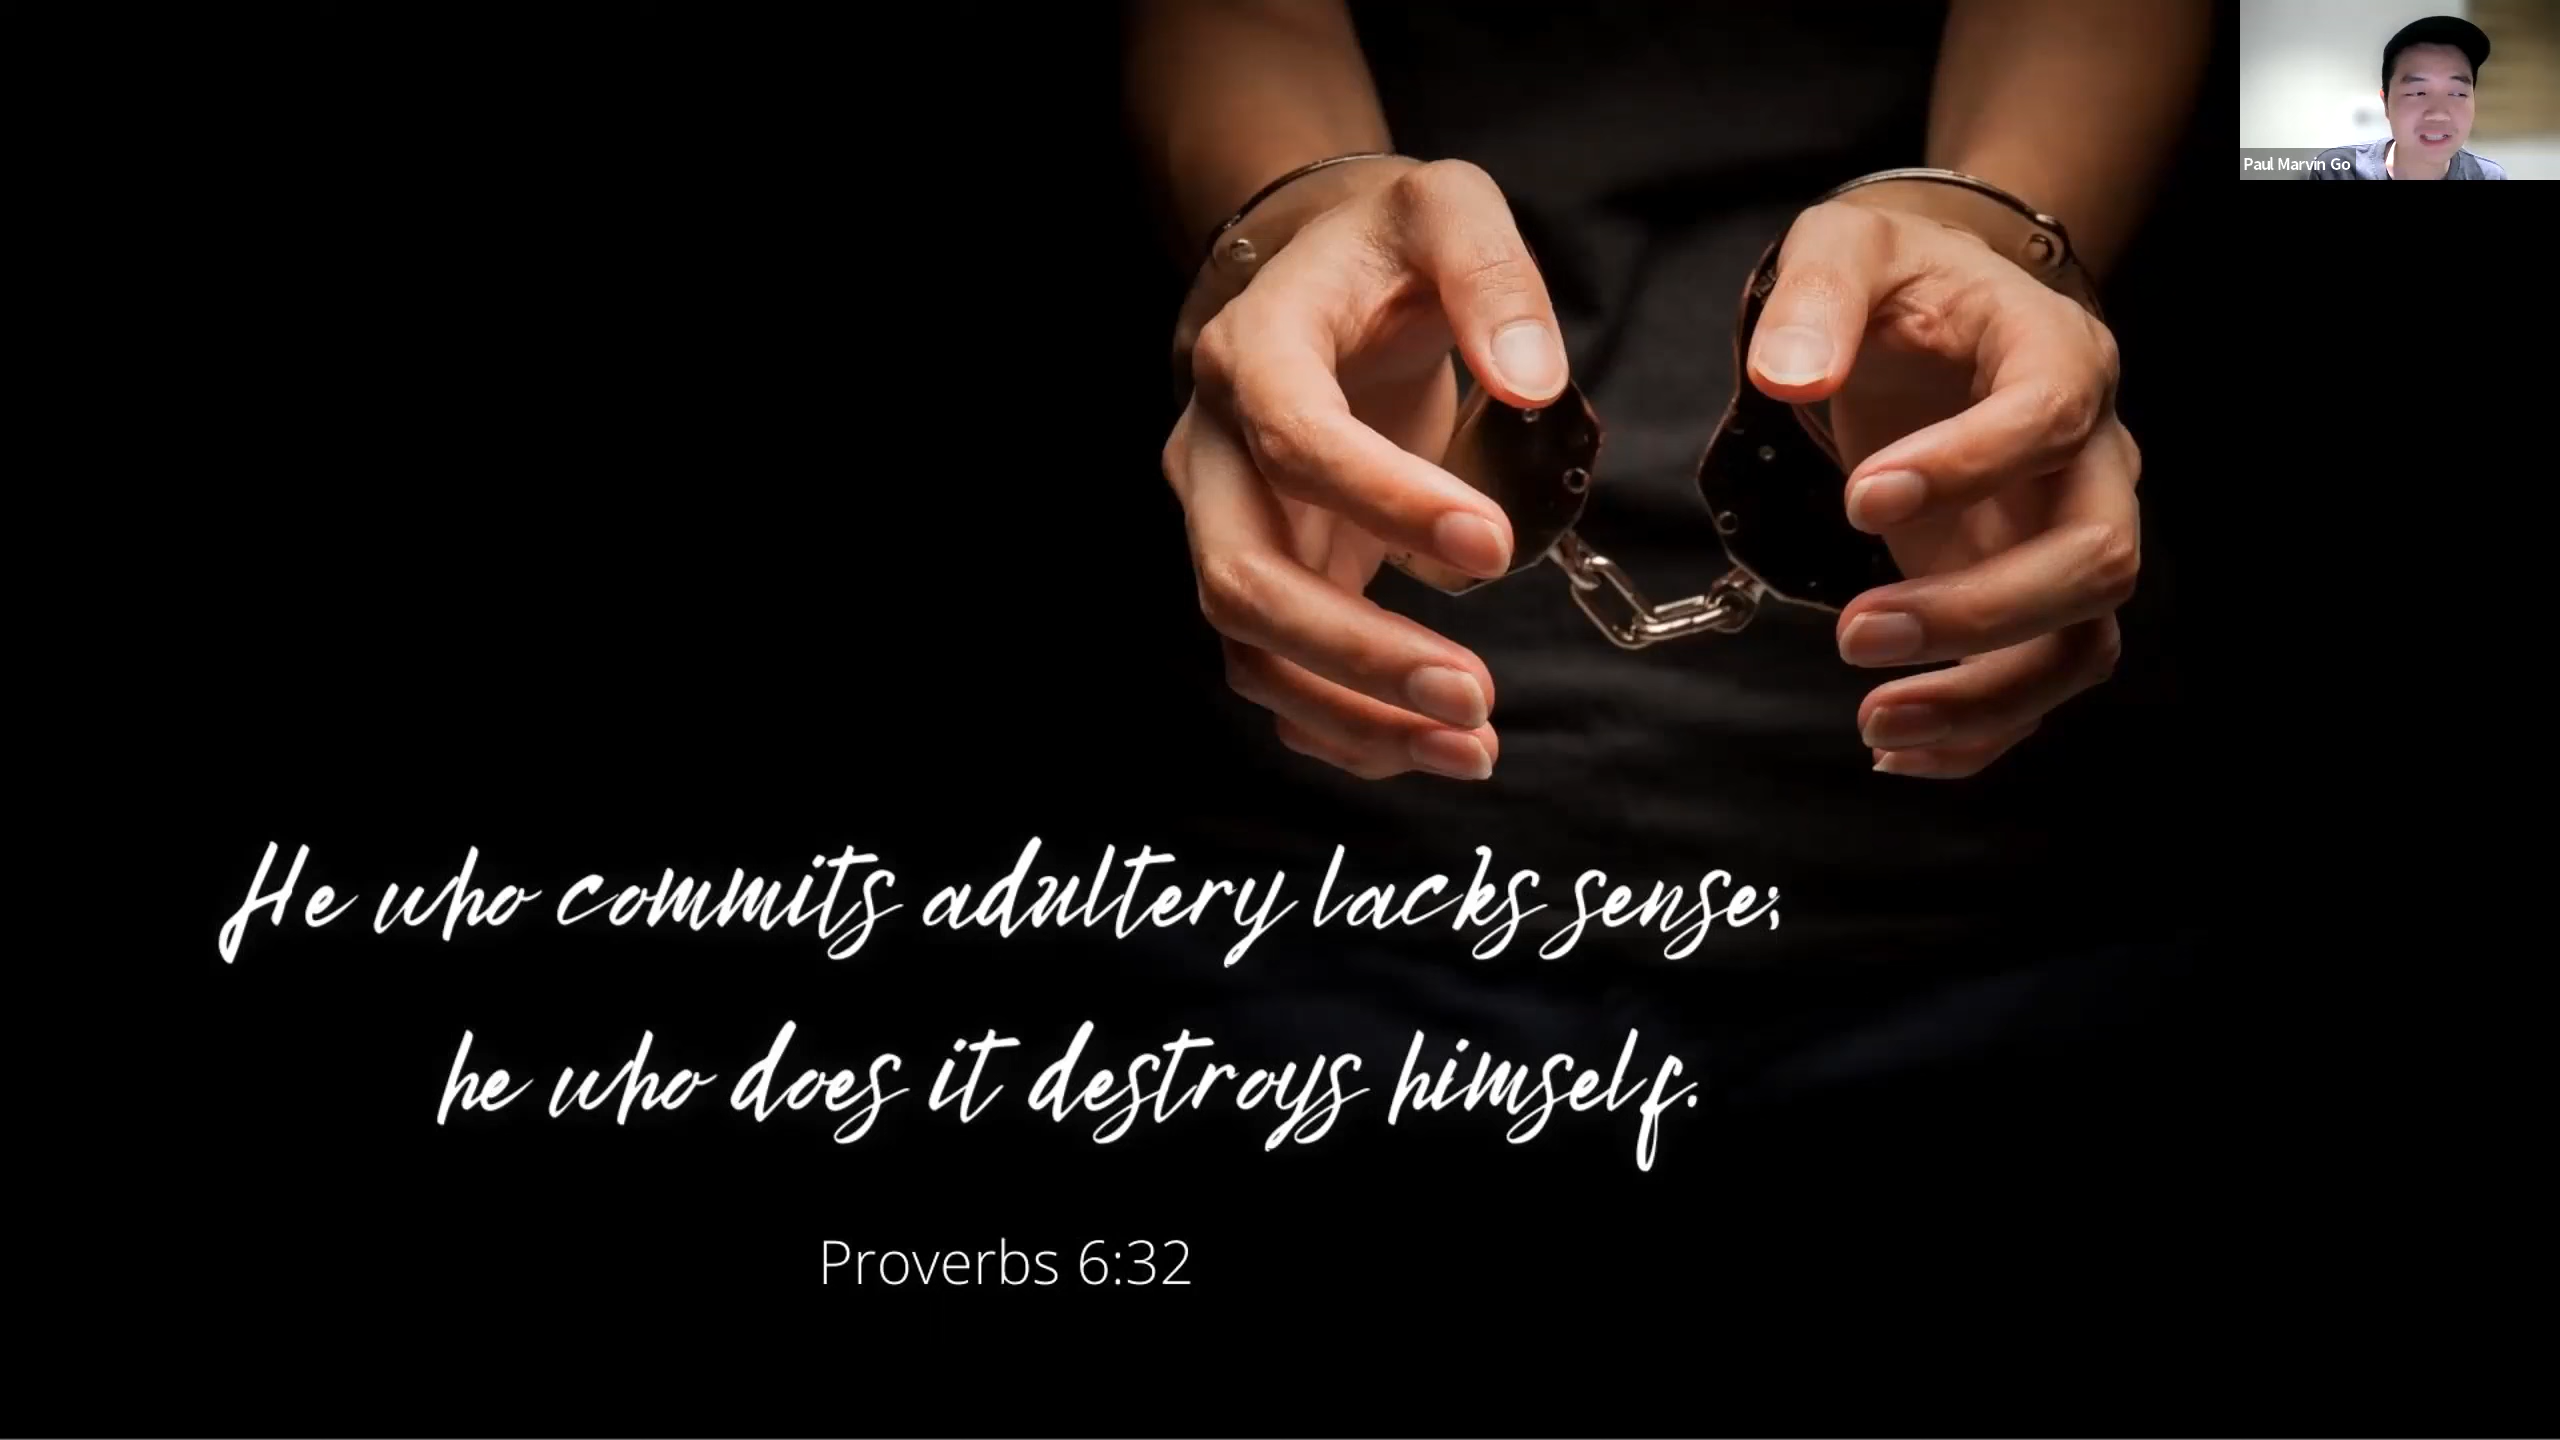 Paul Marvin Go
He who commits adultery lacks sense;
he who does it destroys himself.
Proverbs 6:32